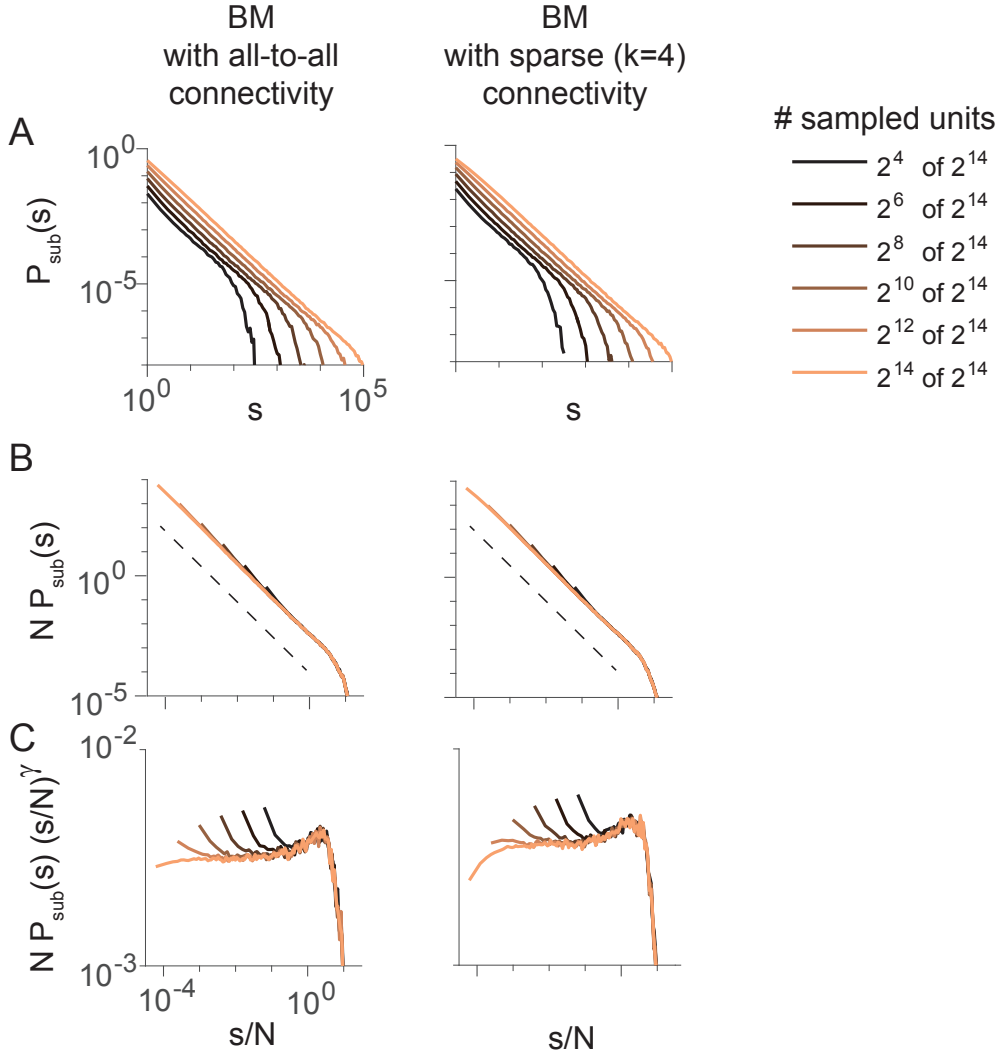 BM
with all-to-all
connectivity
BM
with sparse (k=4)
connectivity
# sampled units
2^4 of 2^14
2^6 of 2^14
2^8 of 2^14
2^10 of 2^14
2^12 of 2^14
2^14 of 2^14
A
P_sub(s)
10^0
10^-5
10^0
10^5
s
s
B
N P_sub(s)
10^0
10^-5
C
N P_sub(s) (s/N)^γ
10^-2
10^-3
10^-4
10^0
s/N
s/N